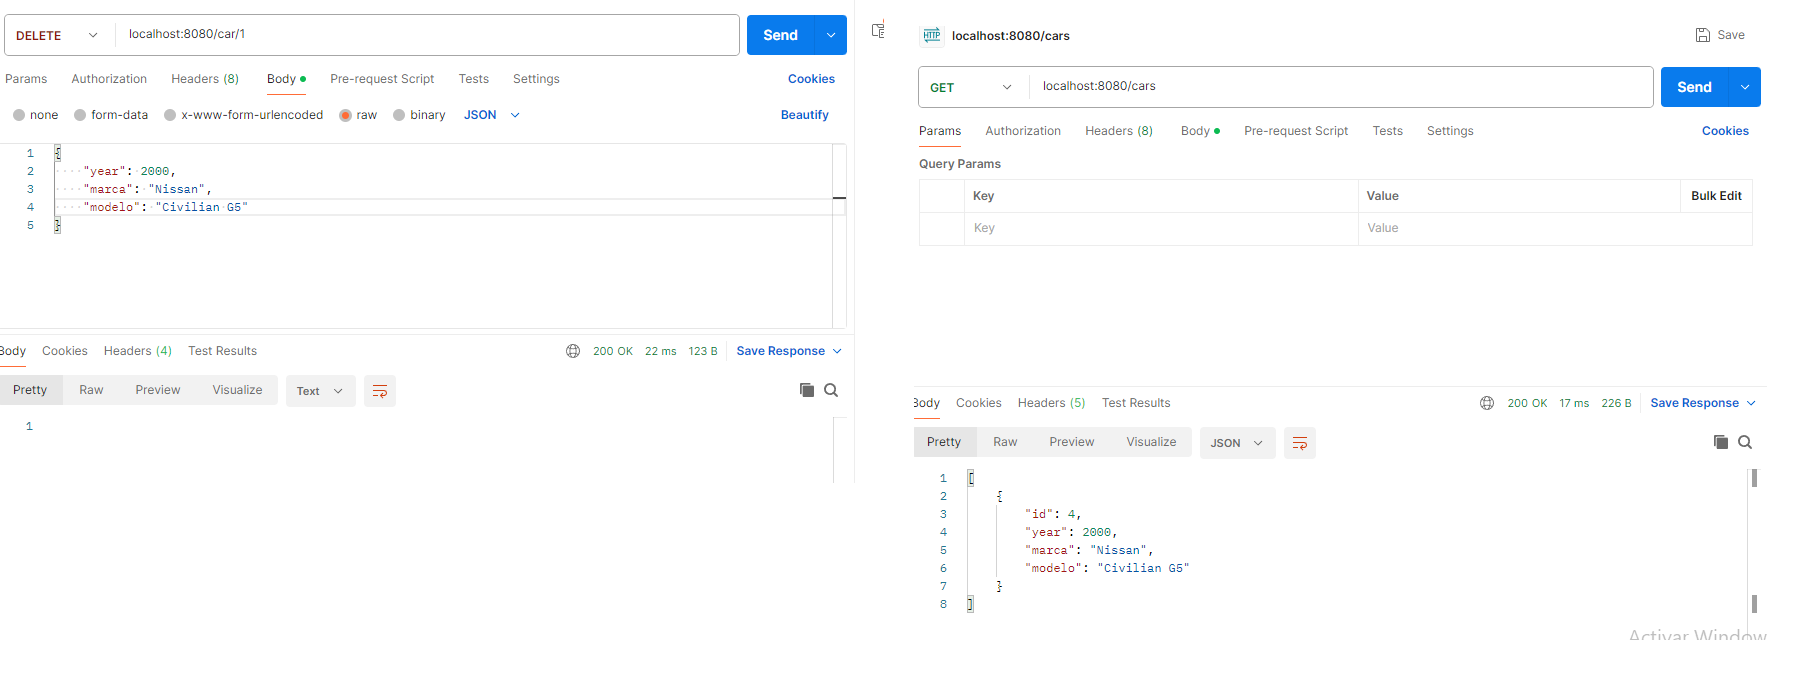 DELETE localhost:8080/car/1 Send
Params Authorization Headers (8) Body Pre-request Script Tests Settings Cookies
none form-data x-www-form-urlencoded raw binary JSON Beautify
1 {
2 "year": 2000,
3 "marca": "Nissan",
4 "modelo": "Civilian G5"
5 }
Body Cookies Headers (4) Test Results 200 OK 22 ms 123 B Save Response
Pretty Raw Preview Visualize Text
1
HTTP localhost:8080/cars Save
GET localhost:8080/cars Send
Params Authorization Headers (8) Body Pre-request Script Tests Settings Cookies
Query Params
Key Value Bulk Edit
Key Value
Body Cookies Headers (5) Test Results 200 OK 17 ms 226 B Save Response
Pretty Raw Preview Visualize JSON
1 [
2 {
3 "id": 4,
4 "year": 2000,
5 "marca": "Nissan",
6 "modelo": "Civilian G5"
7 }
8 ]
Activar Window